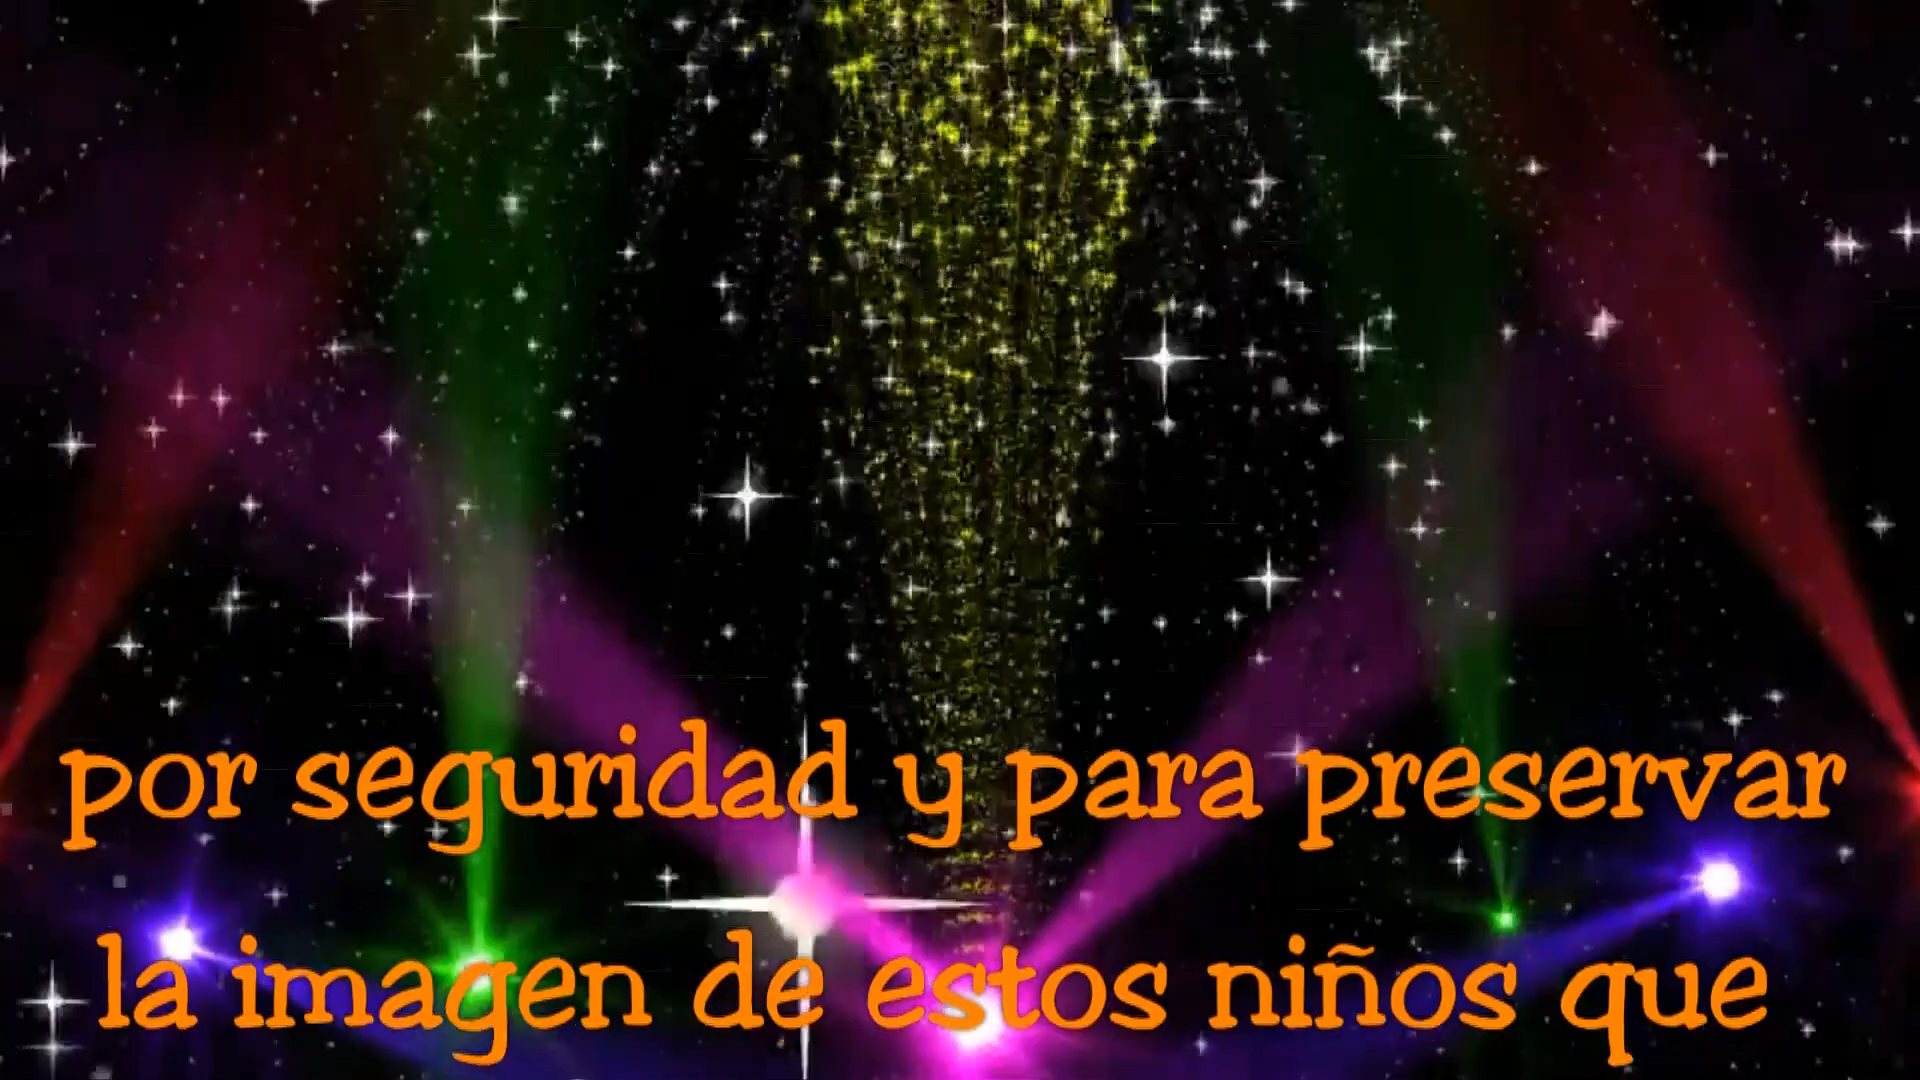 por seguridad y para preservar
la imagen de estos niños que